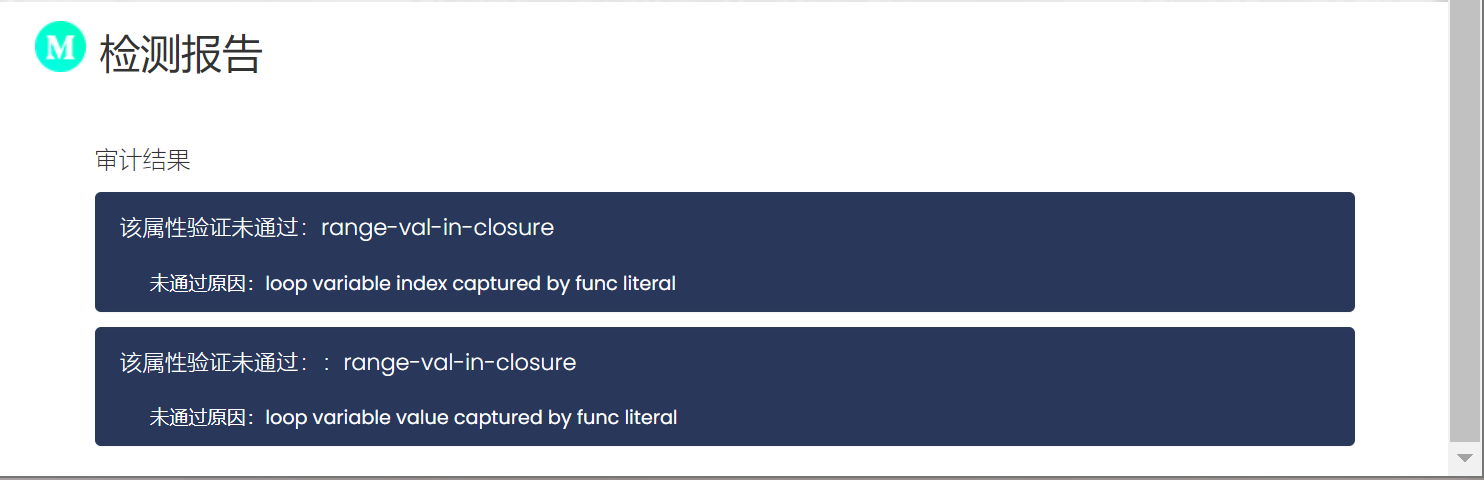 M 检测报告
审计结果
该属性验证未通过：range-val-in-closure
未通过原因：loop variable index captured by func literal
该属性验证未通过：：range-val-in-closure
未通过原因：loop variable value captured by func literal